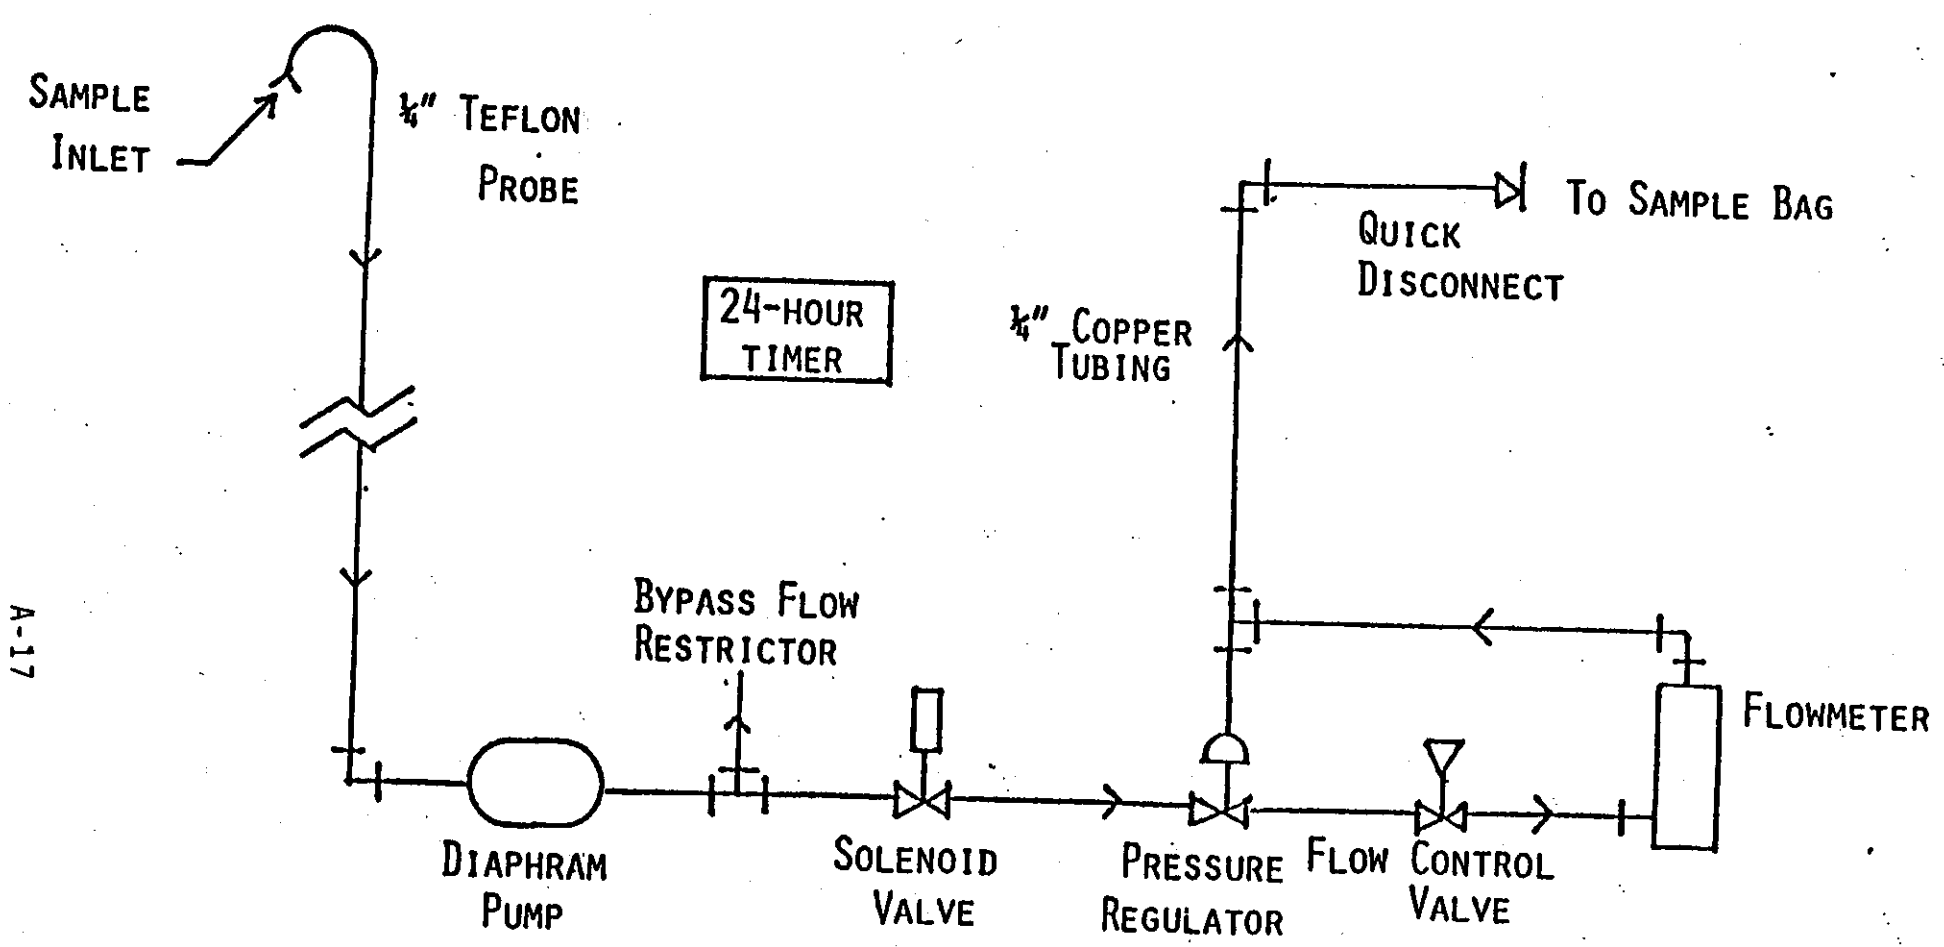 SAMPLE
INLET
¼" TEFLON
PROBE
TO SAMPLE BAG
QUICK
DISCONNECT
24-HOUR
TIMER
¼" COPPER
TUBING
BYPASS FLOW
RESTRICTOR
A-17
FLOWMETER
DIAPHRAM
PUMP
SOLENOID
VALVE
PRESSURE
REGULATOR
FLOW CONTROL
VALVE